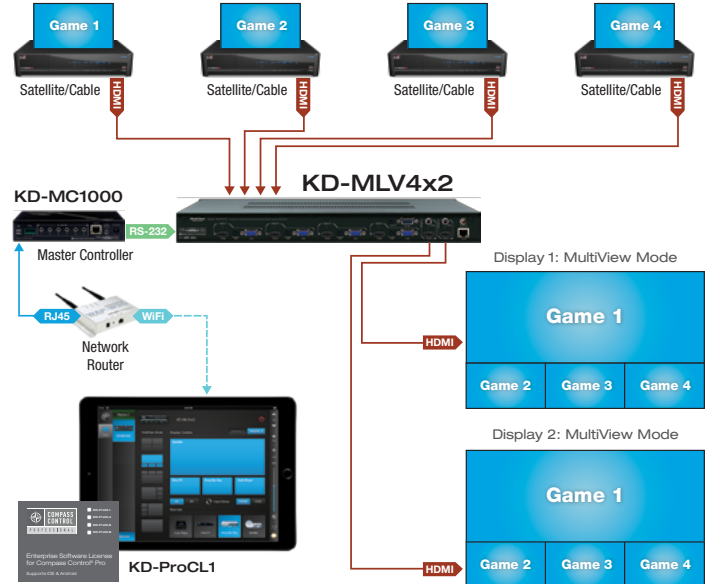 Game 1
Game 2
Game 3
Game 4
Satellite/Cable
Satellite/Cable
Satellite/Cable
Satellite/Cable
HDMI
HDMI
HDMI
HDMI
KD-MLV4x2
KD-MC1000
RS-232
Master Controller
RJ45
WiFi
Network
Router
Display 1: MultiView Mode
HDMI
Game 1
Game 2
Game 3
Game 4
Display 2: MultiView Mode
HDMI
Game 1
Game 2
Game 3
Game 4
COMPASS
CONTROL
PROFESSIONAL
Enterprise Software License
for Compass Control® Pro
Supports iOS & Android
KD-ProCL1